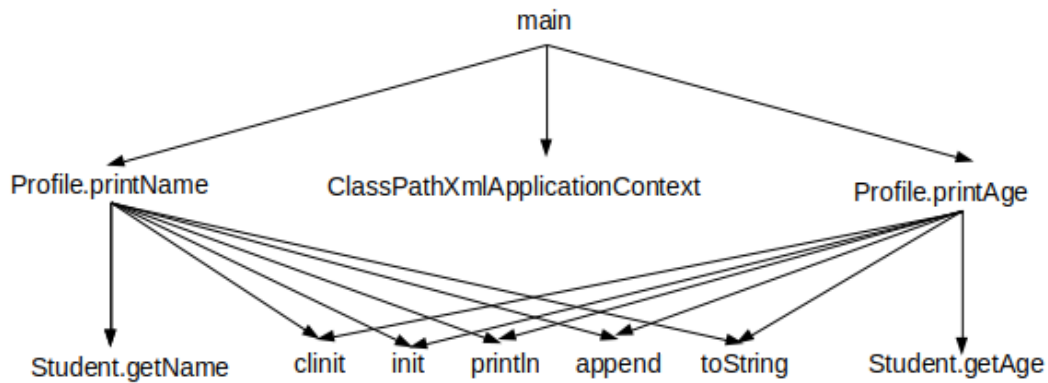 main
Profile.printName
ClassPathXmlApplicationContext
Profile.printAge
Student.getName
clinit
init
println
append
toString
Student.getAge